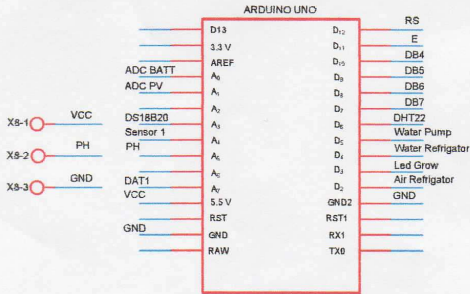 ARDUINO UNO
D13
3.3 V
AREF
ADC BATT A0
ADC PV A1
A2
DS18B20 A3
Sensor 1 A4
PH A5
A6
DAT1 A7
VCC 5.5 V
RST
GND GND
RAW
D12 RS
D11 E
D10 DB4
D9 DB5
D8 DB6
D7 DB7
D6 DHT22
D5 Water Pump
D4 Water Refrigator
D3 Led Grow
D2 Air Refrigator
GND2 GND
RST1
RX1
TX0
X8-1 VCC
X8-2 PH
X8-3 GND